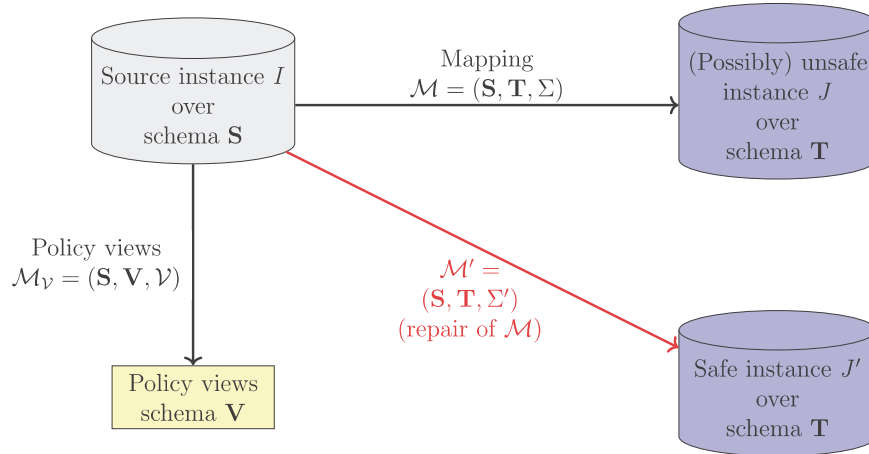 Source instance I
over
schema S
Mapping
M = (S, T, Σ)
(Possibly) unsafe
instance J
over
schema T
Policy views
M_V = (S, V, V)
M′ =
(S, T, Σ′)
(repair of M)
Policy views
schema V
Safe instance J′
over
schema T